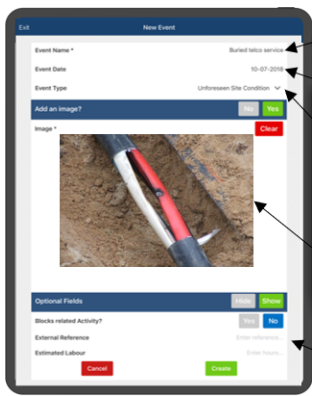 Exit New Event
Event Name * Buried telco service
Event Date 10-07-2019
Event Type Unforeseen Site Condition
Add an image? No Yes
Image * Clear
Optional Fields Hide Show
Blocks related Activity? Yes No
External Reference Enter reference...
Estimated Labour Enter hours...
Cancel Create